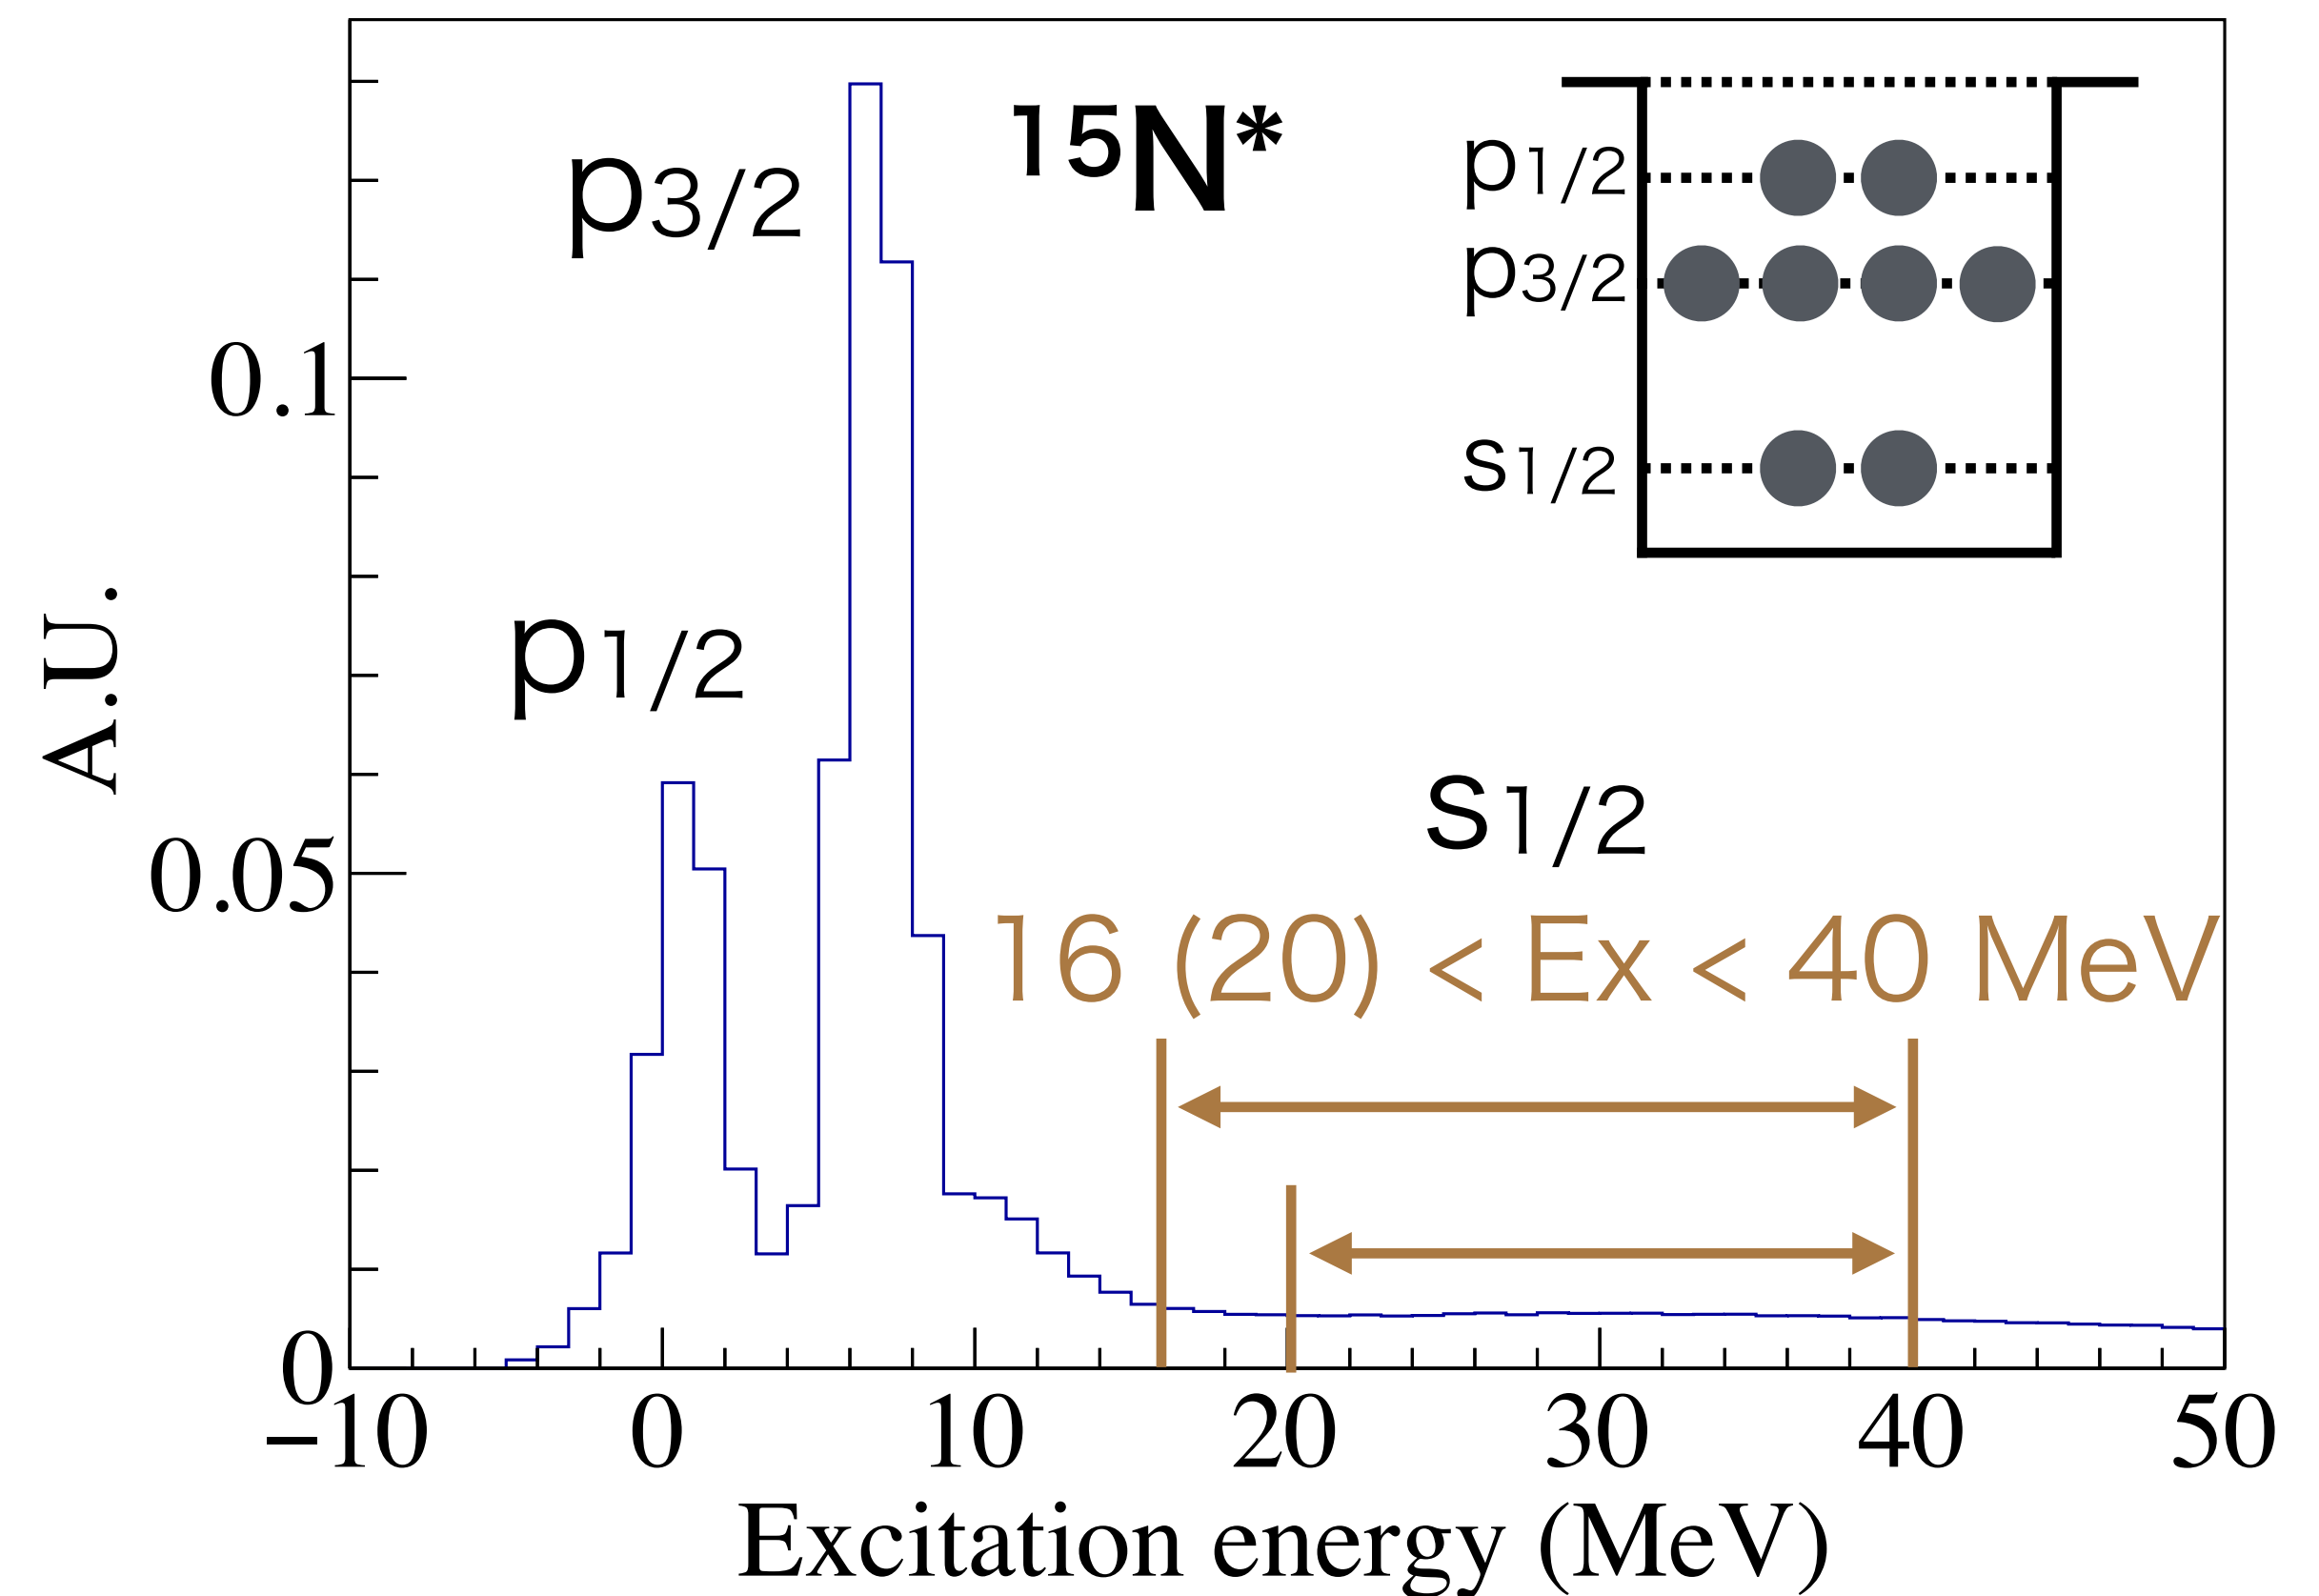 15N*
p3/2
p1/2
s1/2
16 (20) < Ex < 40 MeV
p1/2
p3/2
s1/2
A.U.
0.1
0.05
0
−10 0 10 20 30 40 50
Excitation energy (MeV)